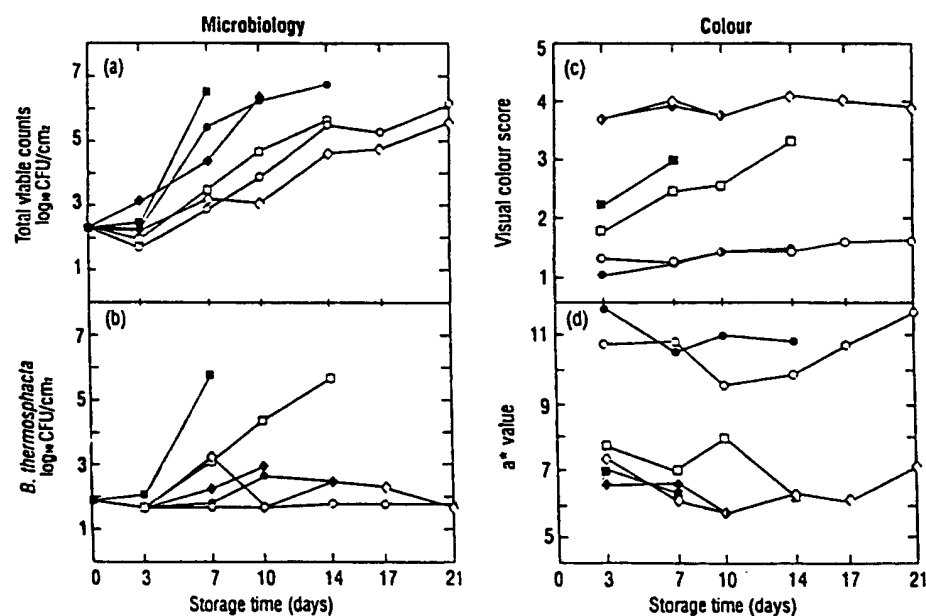 Microbiology
(a)
7
5
3
1
Total viable counts
log₁₀ CFU/cm₂
(b)
7
5
3
1
B. thermosphacta
log₁₀ CFU/cm₂
0 3 7 10 14 17 21
Storage time (days)
Colour
(c)
5
4
3
2
1
Visual colour score
(d)
11
9
7
5
a* value
0 3 7 10 14 17 21
Storage time (days)